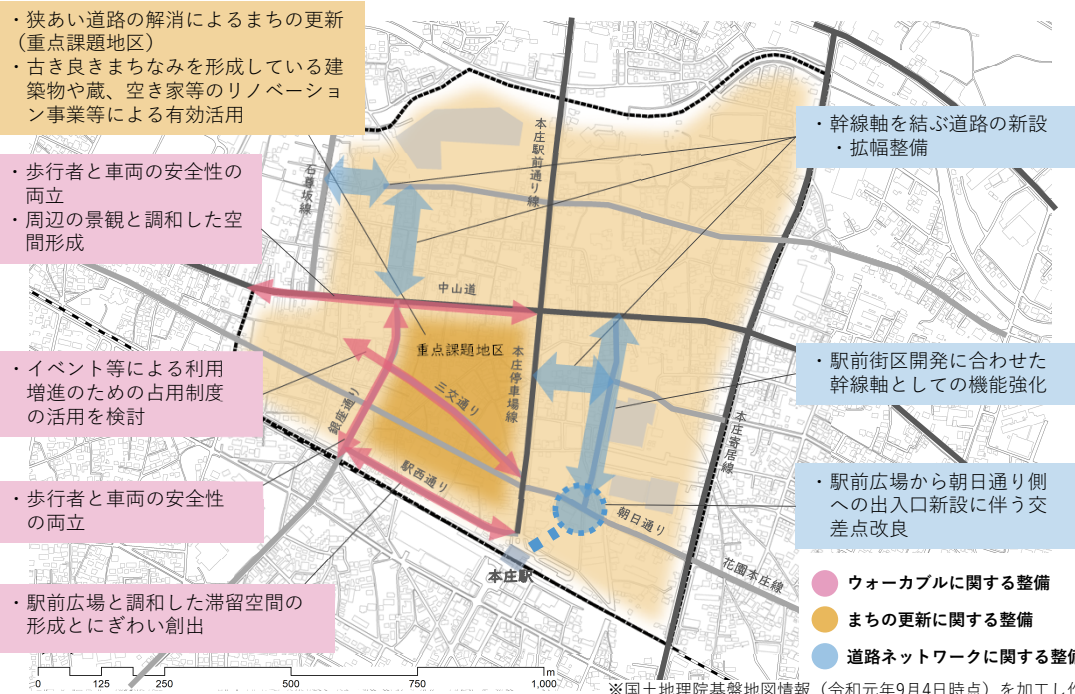 ・狭あい道路の解消によるまちの更新
（重点課題地区）
・古き良きまちなみを形成している建
築物や蔵、空き家等のリノベーショ
ン事業等による有効活用
・歩行者と車両の安全性の
両立
・周辺の景観と調和した空
間形成
・イベント等による利用
増進のための占用制度
の活用を検討
・歩行者と車両の安全性
の両立
・駅前広場と調和した滞留空間の
形成とにぎわい創出
・幹線軸を結ぶ道路の新設
・拡幅整備
・駅前街区開発に合わせた
幹線軸としての機能強化
・駅前広場から朝日通り側
への出入口新設に伴う交
差点改良
本庄駅前通り線
石尊坂線
中山道
重点課題地区
本庄停車場線
三交通り
銀座通り
駅西通り
朝日通り
本庄寄居線
花園本庄線
本庄駅
ウォーカブルに関する整備
まちの更新に関する整備
道路ネットワークに関する整備
0 125 250 500 750 1,000 m
※国土地理院基盤地図情報（令和元年9月4日時点）を加工し作